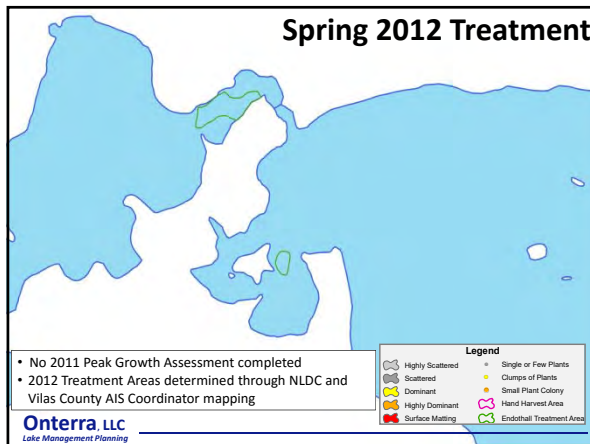 Spring 2012 Treatment
• No 2011 Peak Growth Assessment completed
• 2012 Treatment Areas determined through NLDC and
Vilas County AIS Coordinator mapping
Legend
Highly Scattered
Scattered
Dominant
Highly Dominant
Surface Matting
Single or Few Plants
Clumps of Plants
Small Plant Colony
Hand Harvest Area
Endothall Treatment Area
Onterra, LLC
Lake Management Planning